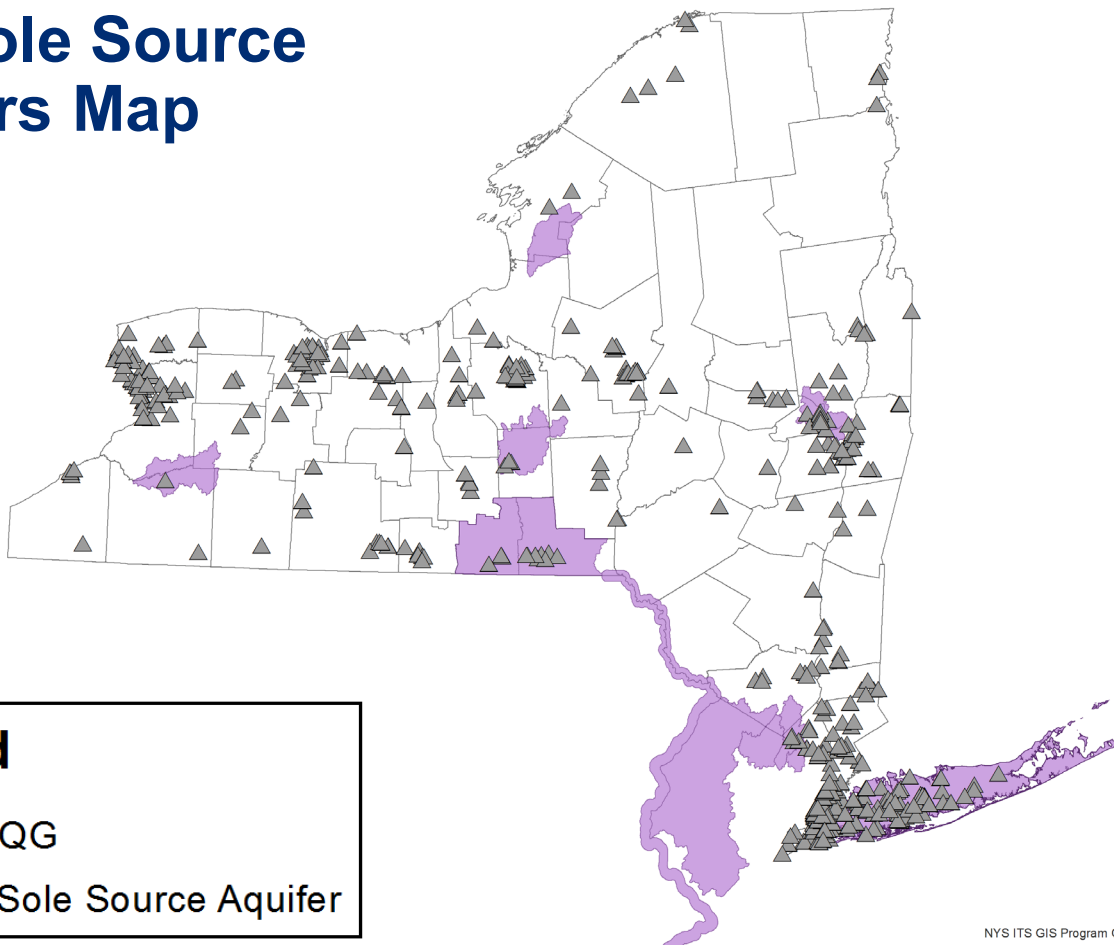 ole Source
rs Map
d
QG
Sole Source Aquifer
NYS ITS GIS Program